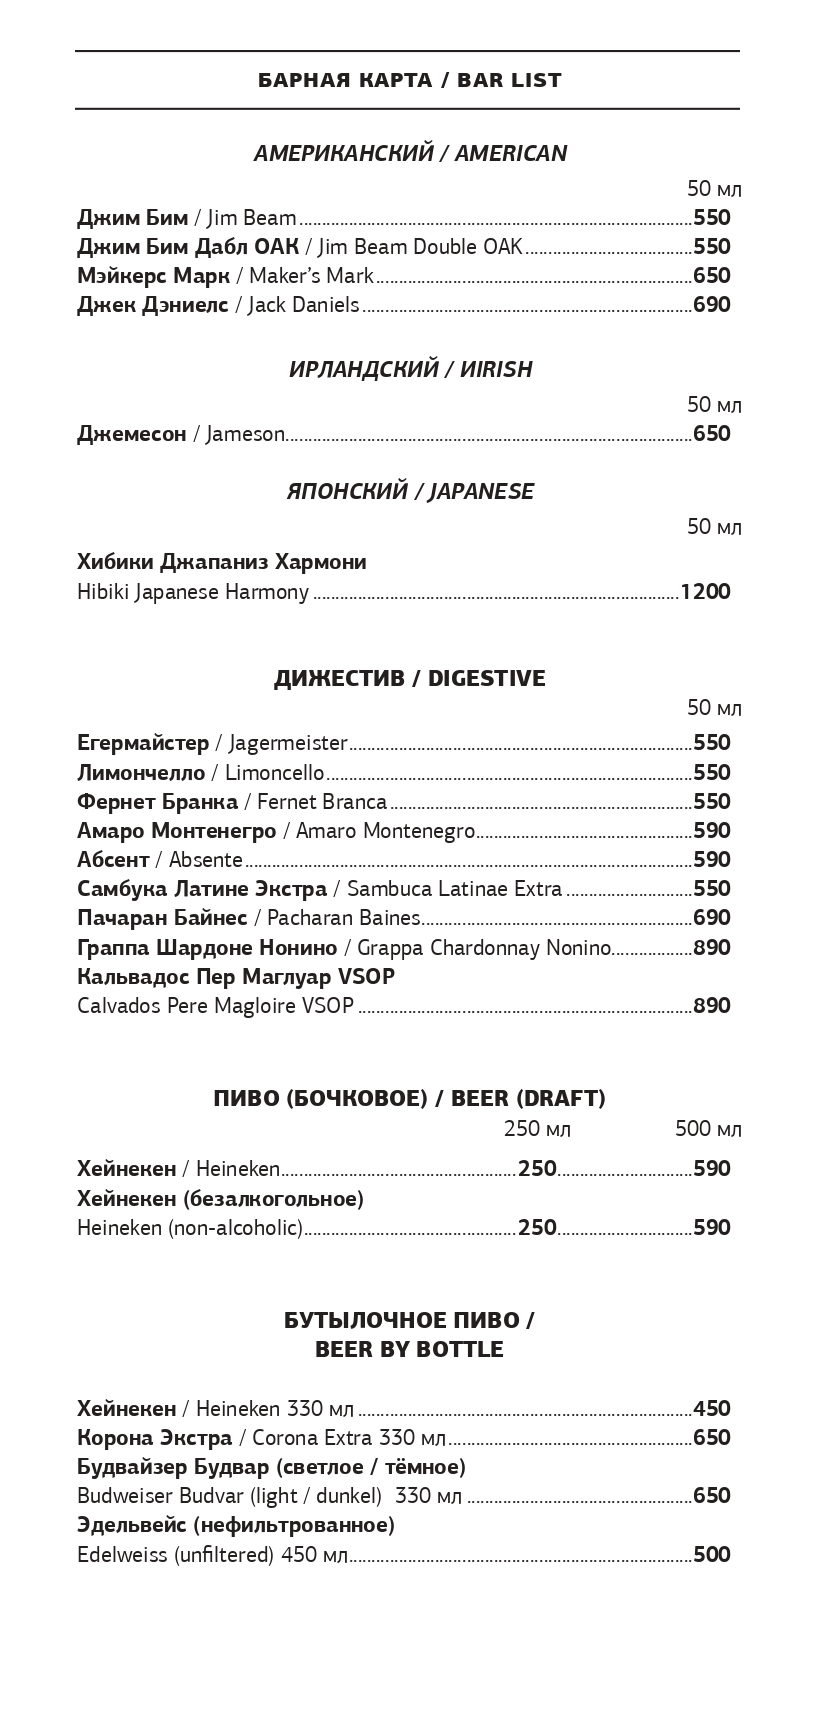 БАРНАЯ КАРТА / BAR LIST
АМЕРИКАНСКИЙ / AMERICAN
50 мл
Джим Бим / Jim Beam 550
Джим Бим Дабл ОАК / Jim Beam Double OAK 550
Мэйкерс Марк / Maker’s Mark 650
Джек Дэниелс / Jack Daniels 690
ИРЛАНДСКИЙ / ИRISH
50 мл
Джемесон / Jameson 650
ЯПОНСКИЙ / JAPANESE
50 мл
Хибики Джапаниз Хармони
Hibiki Japanese Harmony 1200
ДИЖЕСТИВ / DIGESTIVE
50 мл
Егермайстер / Jagermeister 550
Лимончелло / Limoncello 550
Фернет Бранка / Fernet Branca 550
Амаро Монтенегро / Amaro Montenegro 590
Абсент / Absente 590
Самбука Латине Экстра / Sambuca Latinae Extra 550
Пачаран Байнес / Pacharan Baines 690
Граппа Шардоне Нонино / Grappa Chardonnay Nonino 890
Кальвадос Пер Маглуар VSOP
Calvados Pere Magloire VSOP 890
ПИВО (БОЧКОВОЕ) / BEER (DRAFT)
250 мл 500 мл
Хейнекен / Heineken 250 590
Хейнекен (безалкогольное)
Heineken (non-alcoholic) 250 590
БУТЫЛОЧНОЕ ПИВО /
BEER BY BOTTLE
Хейнекен / Heineken 330 мл 450
Корона Экстра / Corona Extra 330 мл 650
Будвайзер Будвар (светлое / тёмное)
Budweiser Budvar (light / dunkel) 330 мл 650
Эдельвейс (нефильтрованное)
Edelweiss (unfiltered) 450 мл 500